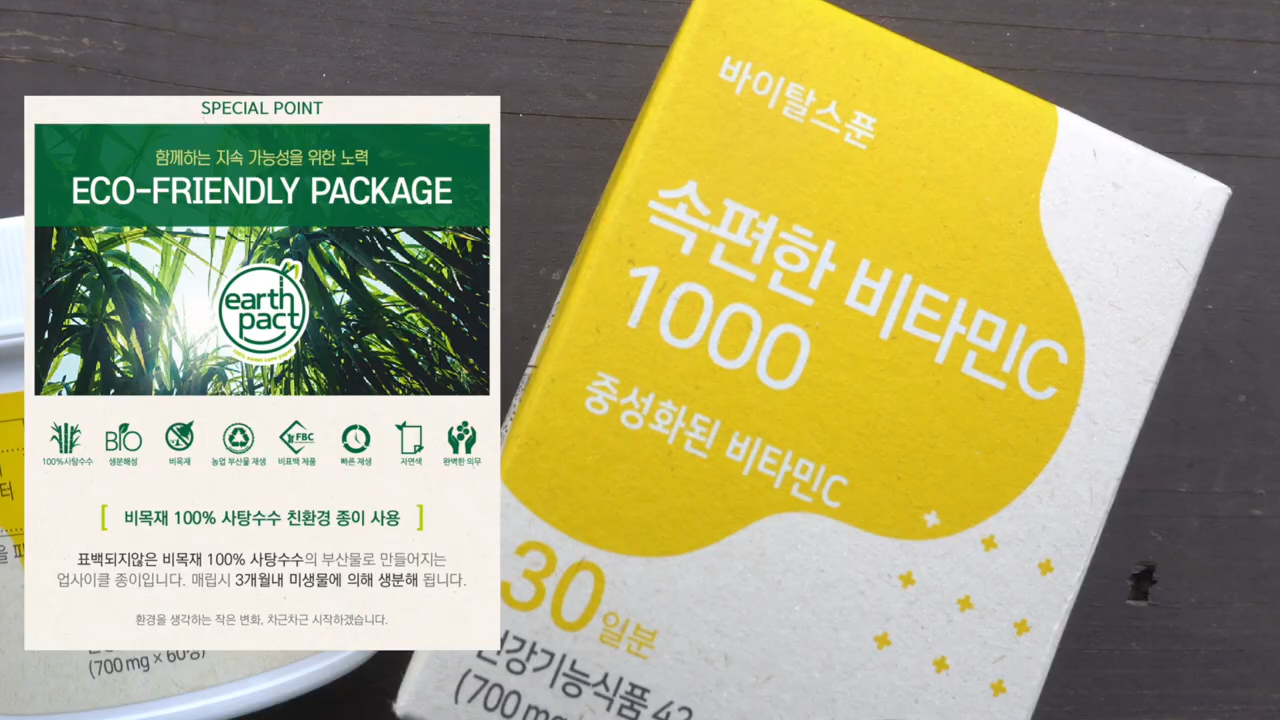 SPECIAL POINT
함께하는 지속 가능성을 위한 노력
ECO-FRIENDLY PACKAGE
earth
pact
100%사탕수수
BIO
생분해성
비목재
농업 부산물 재생
FBC
비표백 제품
빠른 재생
자연색
완벽한 의무
[ 비목재 100% 사탕수수 친환경 종이 사용 ]
표백되지않은 비목재 100% 사탕수수의 부산물로 만들어지는
업사이클 종이입니다. 매립시 3개월내 미생물에 의해 생분해 됩니다.
환경을 생각하는 작은 변화, 차근차근 시작하겠습니다.
(700mg x 60정)
바이탈스푼
속편한 비타민C
1000
중성화된 비타민C
30일분
건강기능식품 42
(700mg